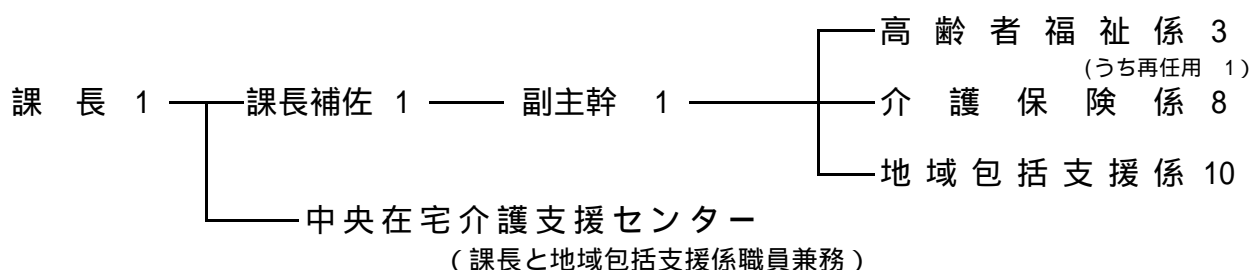 高齢者福祉係 3
(うち再任用 1)
課長 1 課長補佐 1 副主幹 1 介護保険係 8
地域包括支援係 10
中央在宅介護支援センター
(課長と地域包括支援係職員兼務)